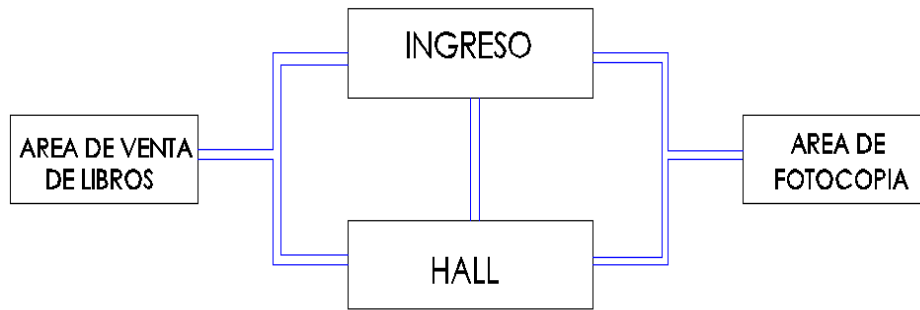 INGRESO
AREA DE VENTA
DE LIBROS
AREA DE
FOTOCOPIA
HALL